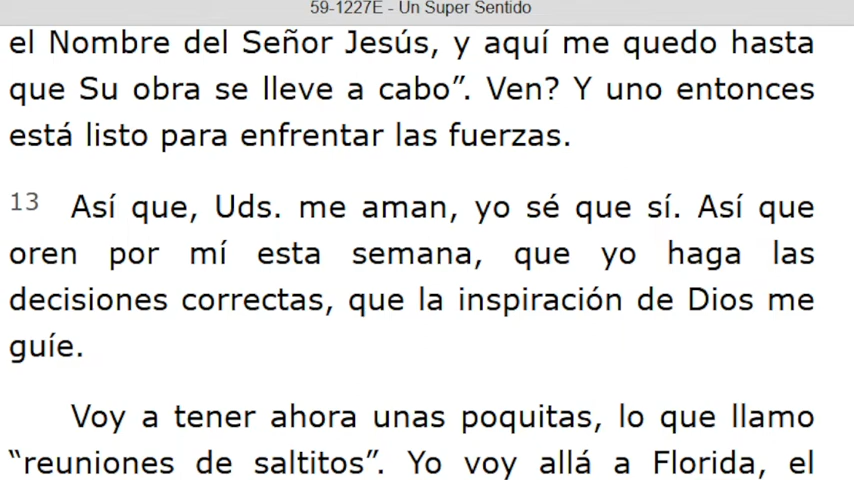 59-1227E - Un Super Sentido
el Nombre del Señor Jesús, y aquí me quedo hasta
que Su obra se lleve a cabo”. Ven? Y uno entonces
está listo para enfrentar las fuerzas.
13 Así que, Uds. me aman, yo sé que sí. Así que
oren por mí esta semana, que yo haga las
decisiones correctas, que la inspiración de Dios me
guíe.
Voy a tener ahora unas poquitas, lo que llamo
“reuniones de saltitos”. Yo voy allá a Florida, el